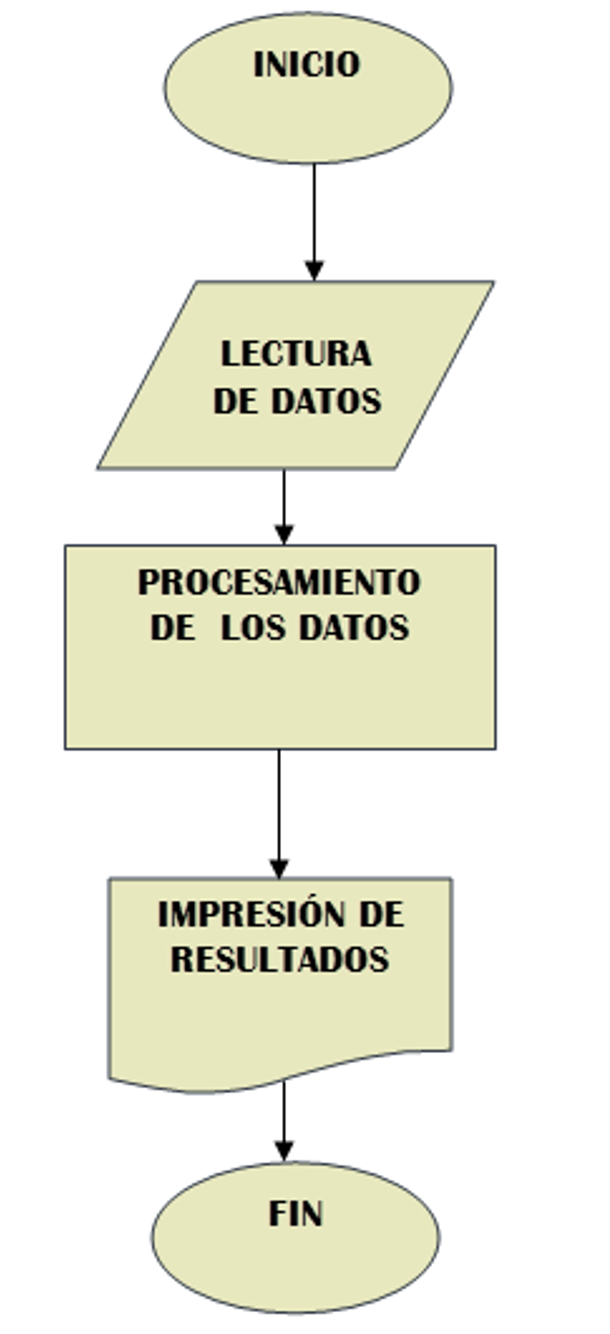 INICIO
LECTURA
DE DATOS
PROCESAMIENTO
DE LOS DATOS
IMPRESIÓN DE
RESULTADOS
FIN